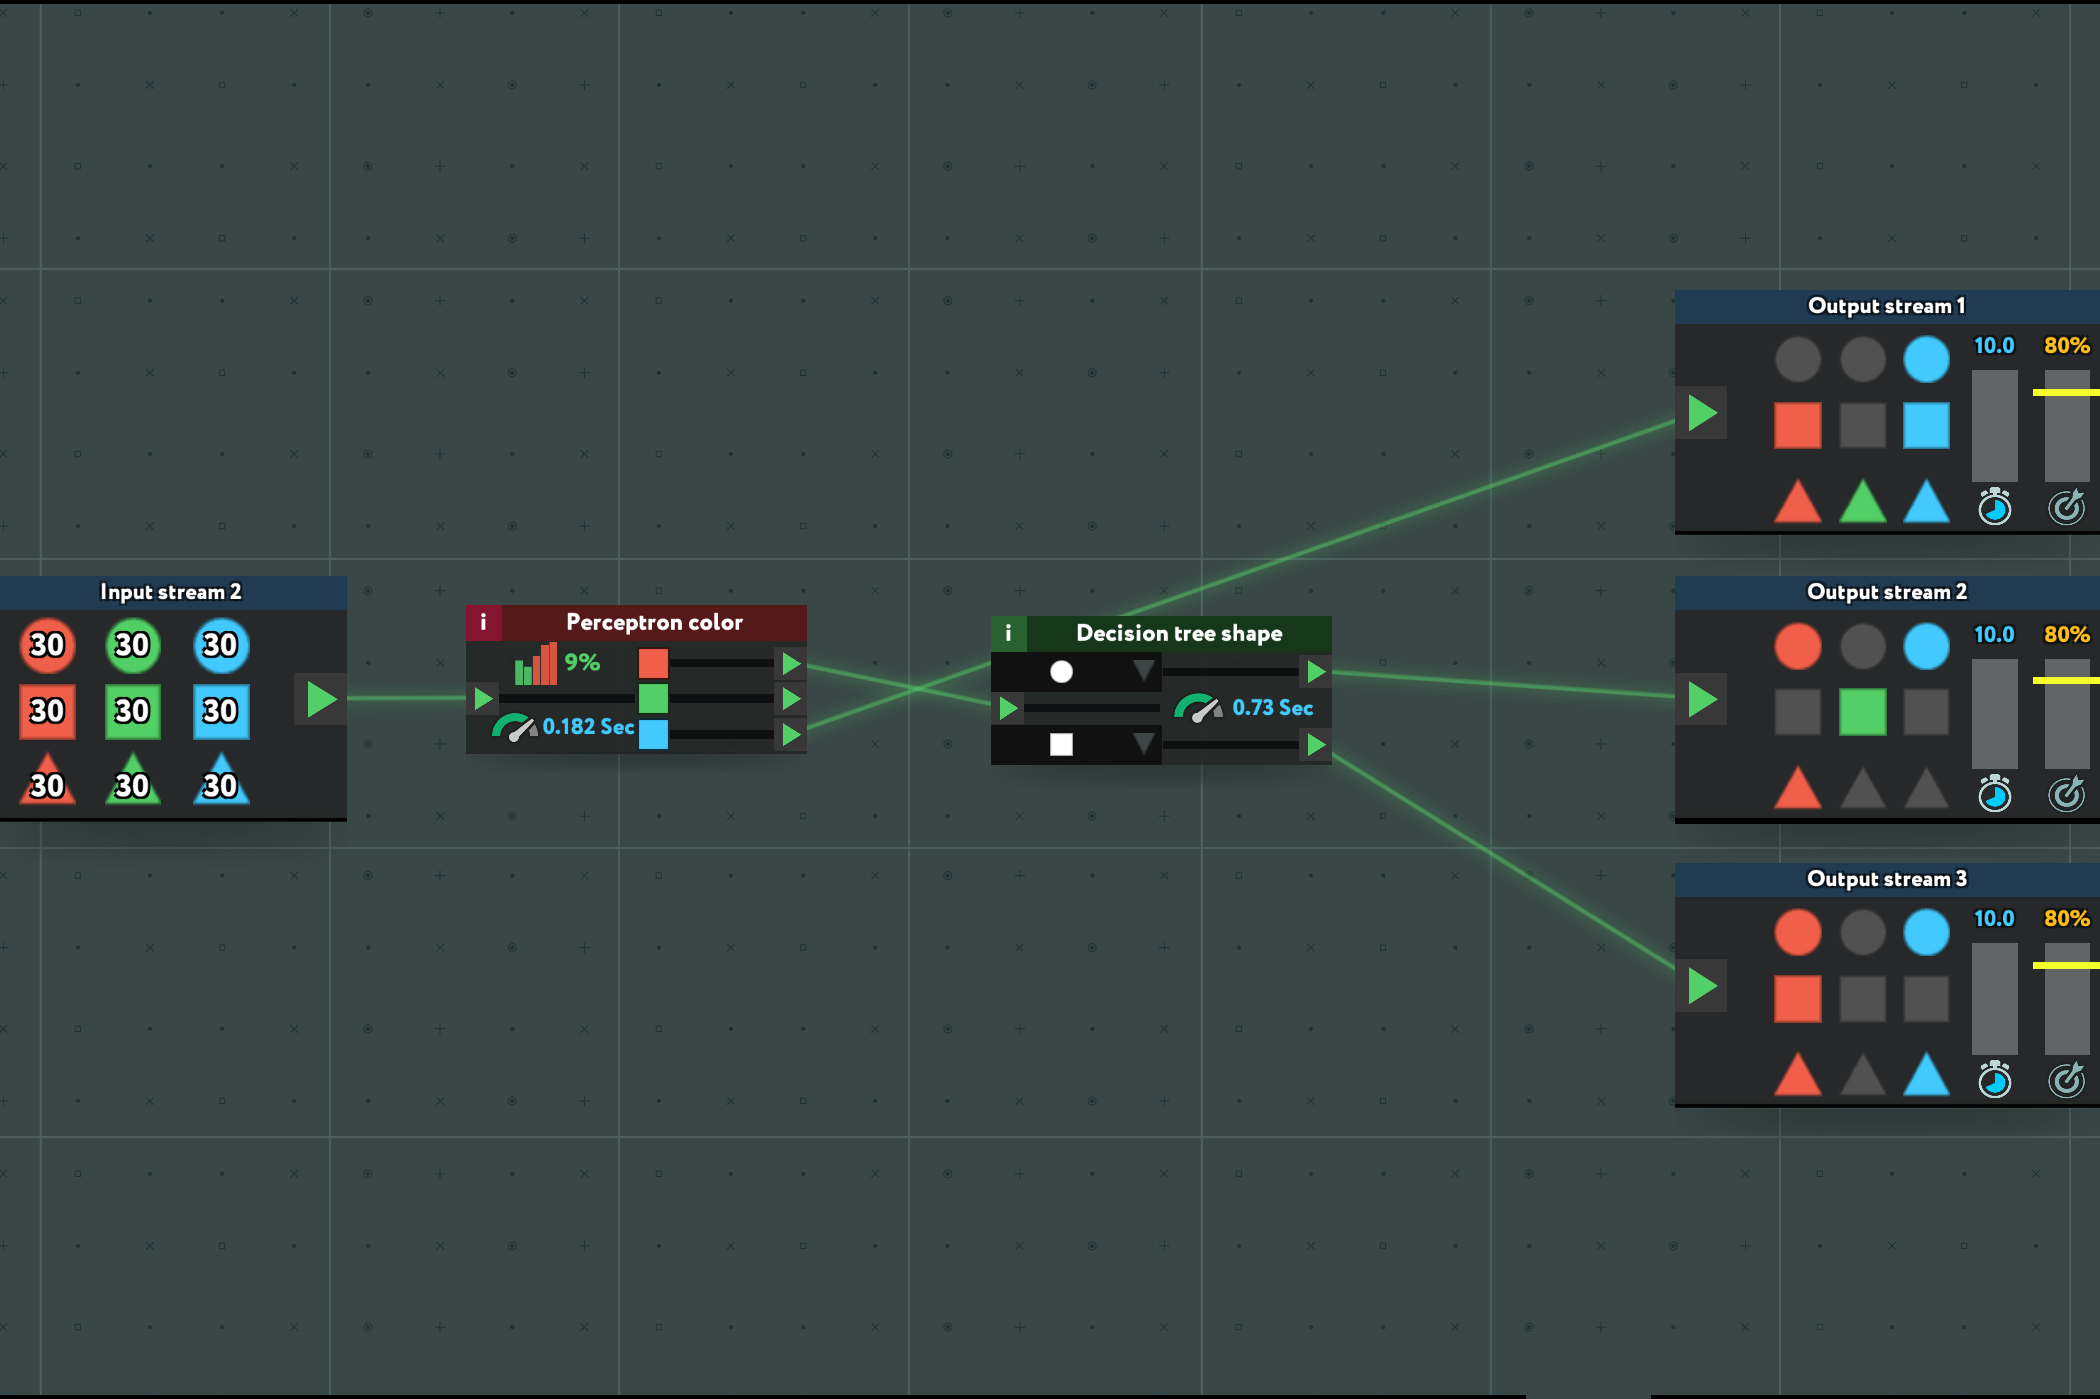 Output stream 1
10.0 80%
Input stream 2
30 30 30
30 30 30
30 30 30
i Perceptron color
9%
0.182 Sec
i Decision tree shape
0.73 Sec
Output stream 2
10.0 80%
Output stream 3
10.0 80%